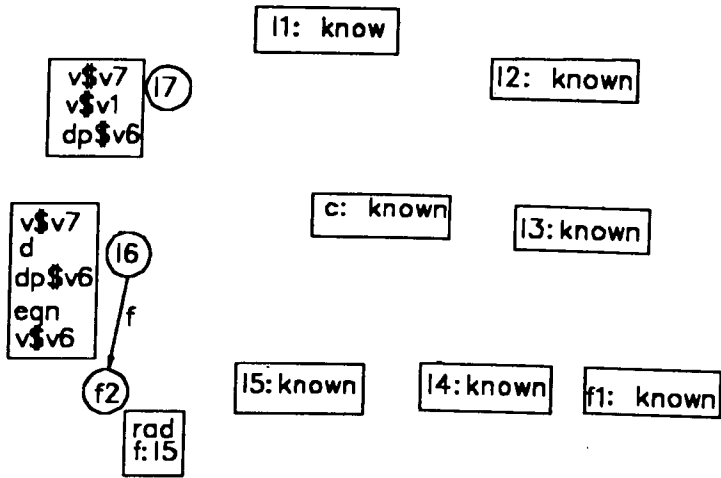 l1: know
v$v7
v$v1
dp$v6
l7
l2: known
c: known
l3: known
v$v7
d
dp$v6
eqn
v$v6
l6
f
f2
l5: known
l4: known
f1: known
rad
f: l5